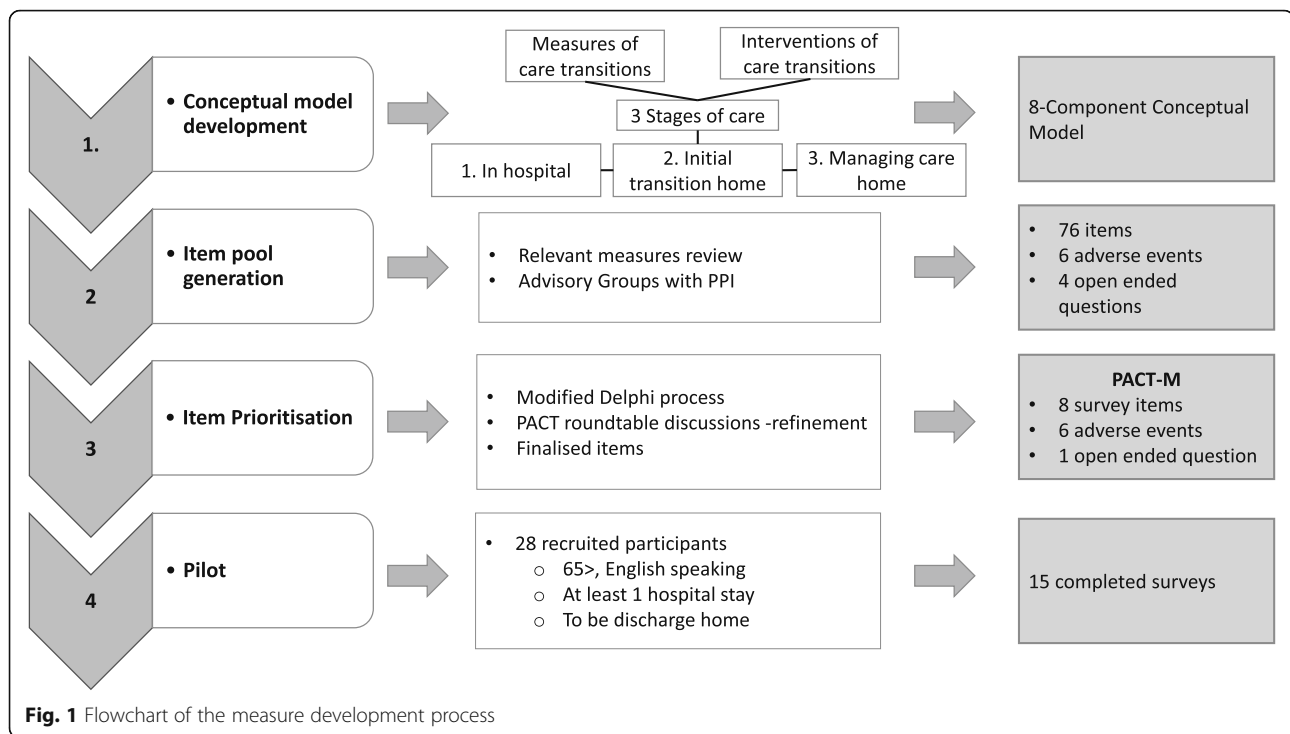 1.
• Conceptual model
development
Measures of
care transitions
Interventions of
care transitions
3 Stages of care
1. In hospital
2. Initial
transition home
3. Managing care
home
8-Component Conceptual
Model
2
• Item pool
generation
• Relevant measures review
• Advisory Groups with PPI
• 76 items
• 6 adverse events
• 4 open ended
questions
3
• Item Prioritisation
• Modified Delphi process
• PACT roundtable discussions -refinement
• Finalised items
PACT-M
• 8 survey items
• 6 adverse events
• 1 open ended question
4
• Pilot
• 28 recruited participants
o 65>, English speaking
o At least 1 hospital stay
o To be discharge home
15 completed surveys
Fig. 1 Flowchart of the measure development process